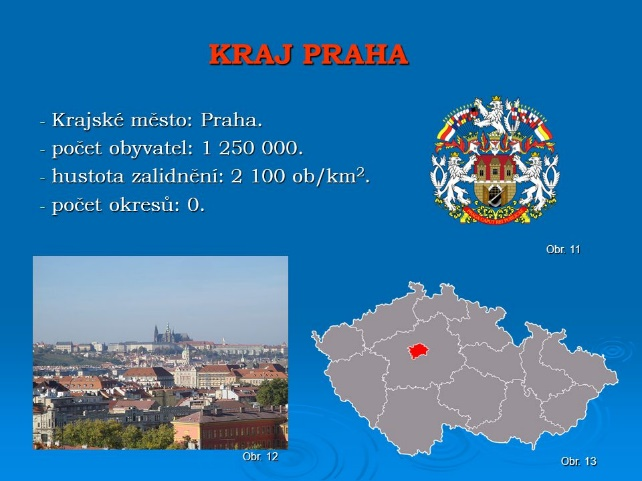 KRAJ PRAHA
- Krajské město: Praha.
- počet obyvatel: 1 250 000.
- hustota zalidnění: 2 100 ob/km².
- počet okresů: 0.
Obr. 11
Obr. 12
Obr. 13